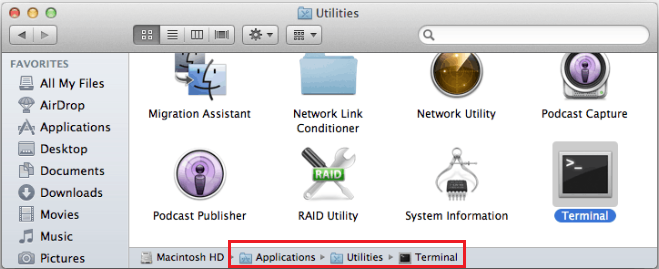 Utilities
FAVORITES
All My Files
AirDrop
Applications
Desktop
Documents
Downloads
Movies
Music
Pictures
Migration Assistant
Network Link
Conditioner
Network Utility
Podcast Capture
Podcast Publisher
RAID
RAID Utility
System Information
>_
Terminal
Macintosh HD ▸ Applications ▸ Utilities ▸ Terminal